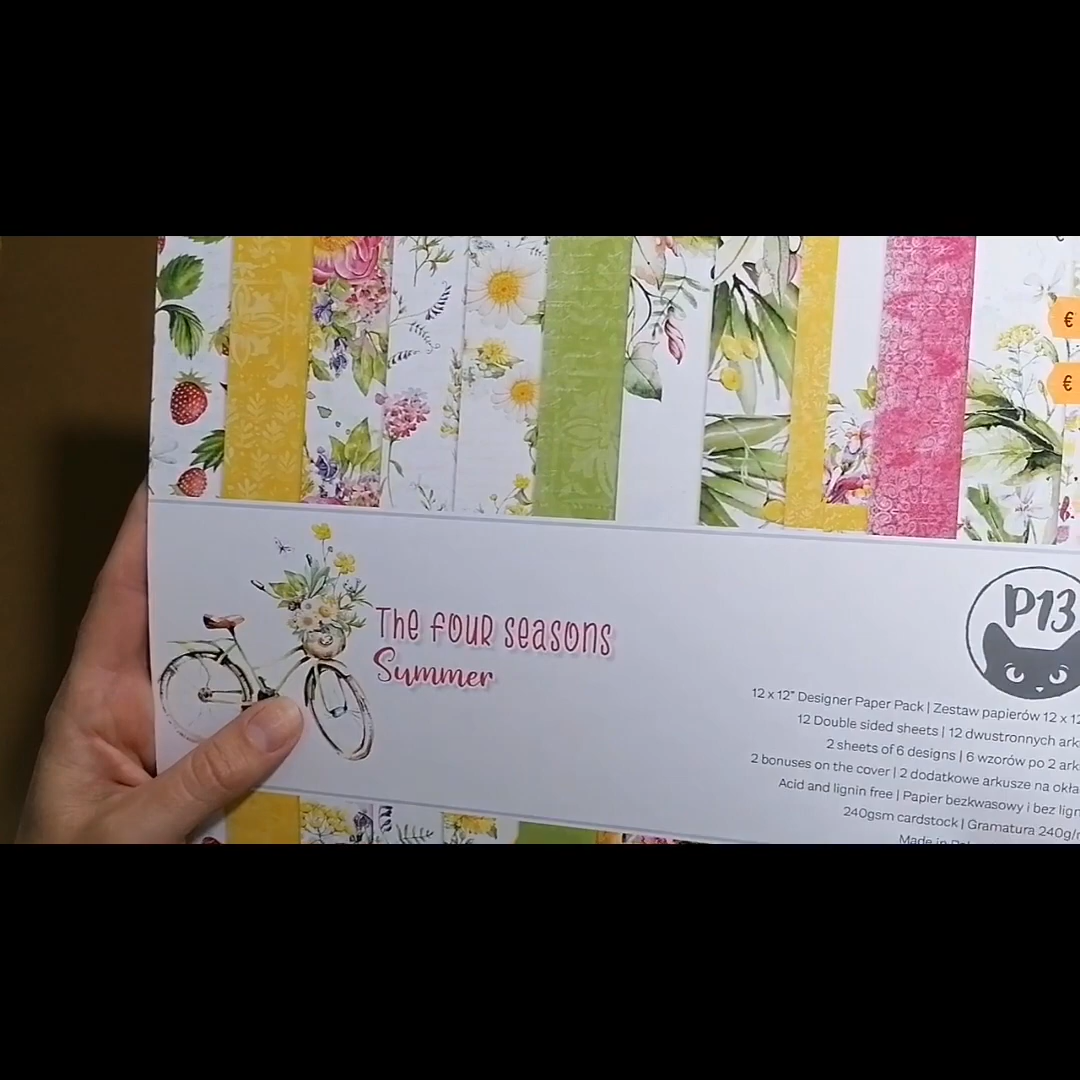 €
€
The four seasons
Summer
P13
12 x 12" Designer Paper Pack | Zestaw papierów 12 x
12 Double sided sheets | 12 dwustronnych
2 sheets of 6 designs | 6 wzorów po 2
2 bonuses on the cover | 2 dodatkowe arkusze na
Acid and lignin free | Papier bezkwasowy i bez
240gsm cardstock | Gramatura
Made in